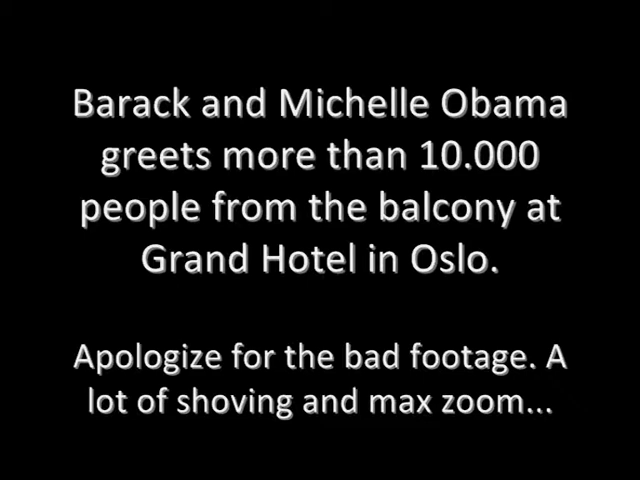 Barack and Michelle Obama
greets more than 10.000
people from the balcony at
Grand Hotel in Oslo.
Apologize for the bad footage. A
lot of shoving and max zoom...